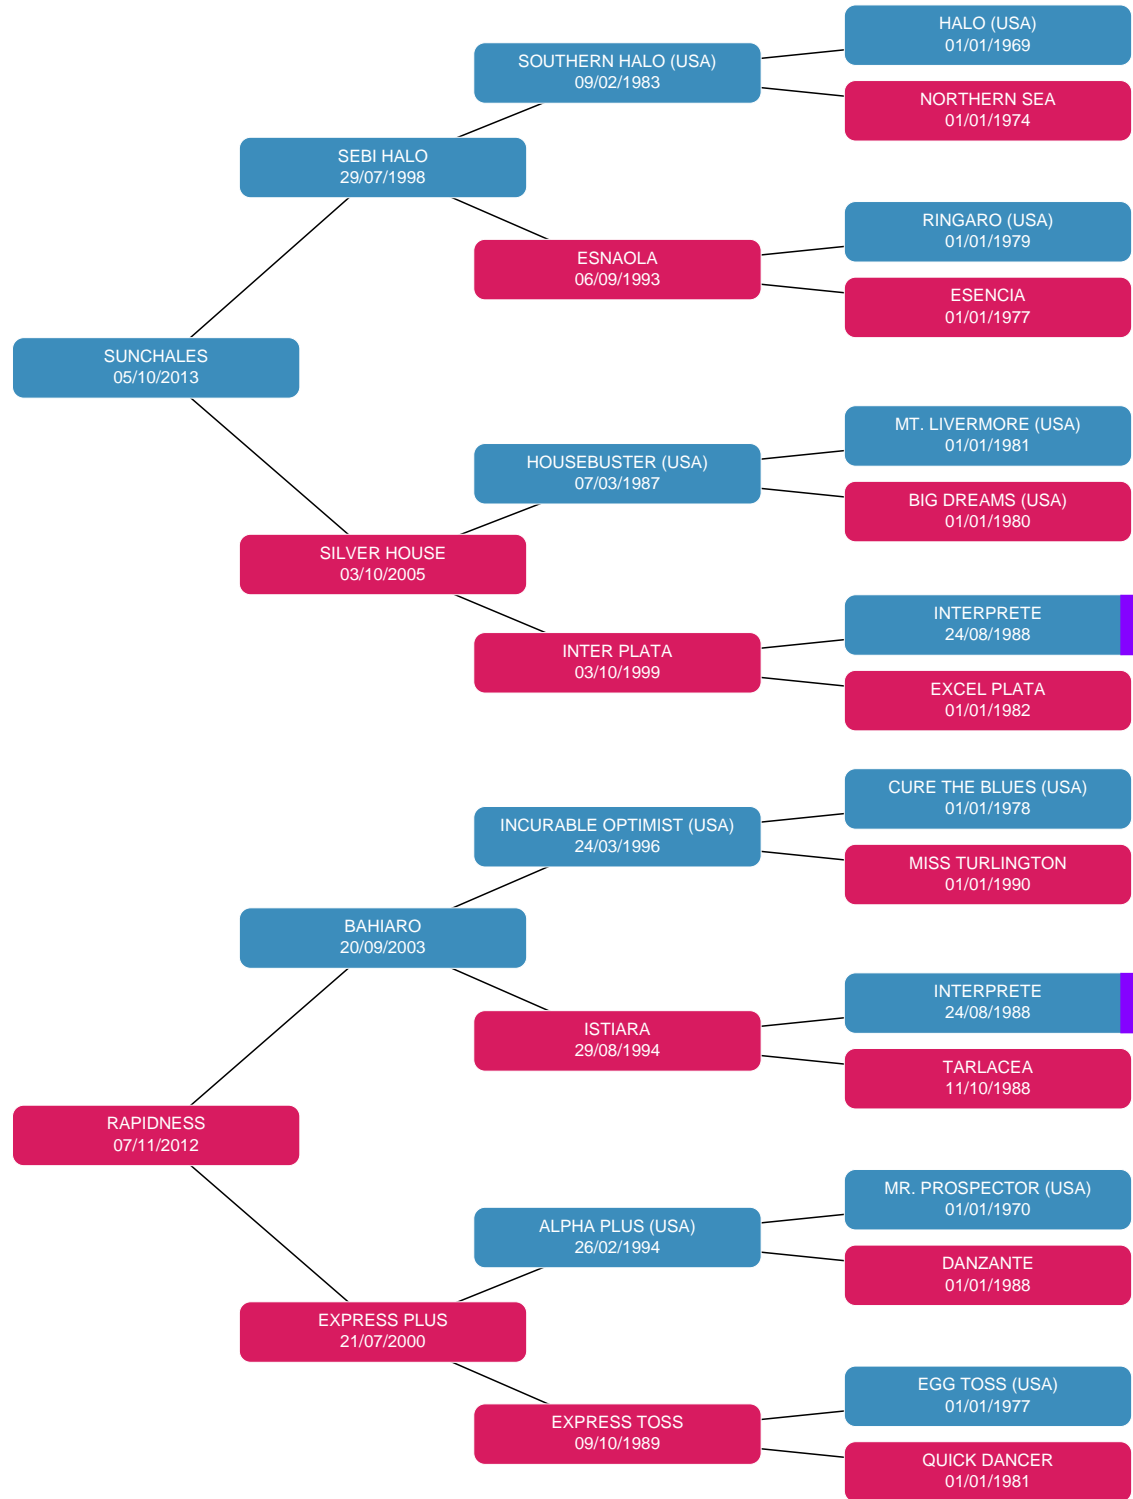 HALO (USA)
01/01/1969
SOUTHERN HALO (USA)
09/02/1983
NORTHERN SEA
01/01/1974
SEBI HALO
29/07/1998
RINGARO (USA)
01/01/1979
ESNAOLA
06/09/1993
ESENCIA
01/01/1977
SUNCHALES
05/10/2013
MT. LIVERMORE (USA)
01/01/1981
HOUSEBUSTER (USA)
07/03/1987
BIG DREAMS (USA)
01/01/1980
SILVER HOUSE
03/10/2005
INTERPRETE
24/08/1988
INTER PLATA
03/10/1999
EXCEL PLATA
01/01/1982
CURE THE BLUES (USA)
01/01/1978
INCURABLE OPTIMIST (USA)
24/03/1996
MISS TURLINGTON
01/01/1990
BAHIARO
20/09/2003
INTERPRETE
24/08/1988
ISTIARA
29/08/1994
TARLACEA
11/10/1988
RAPIDNESS
07/11/2012
MR. PROSPECTOR (USA)
01/01/1970
ALPHA PLUS (USA)
26/02/1994
DANZANTE
01/01/1988
EXPRESS PLUS
21/07/2000
EGG TOSS (USA)
01/01/1977
EXPRESS TOSS
09/10/1989
QUICK DANCER
01/01/1981